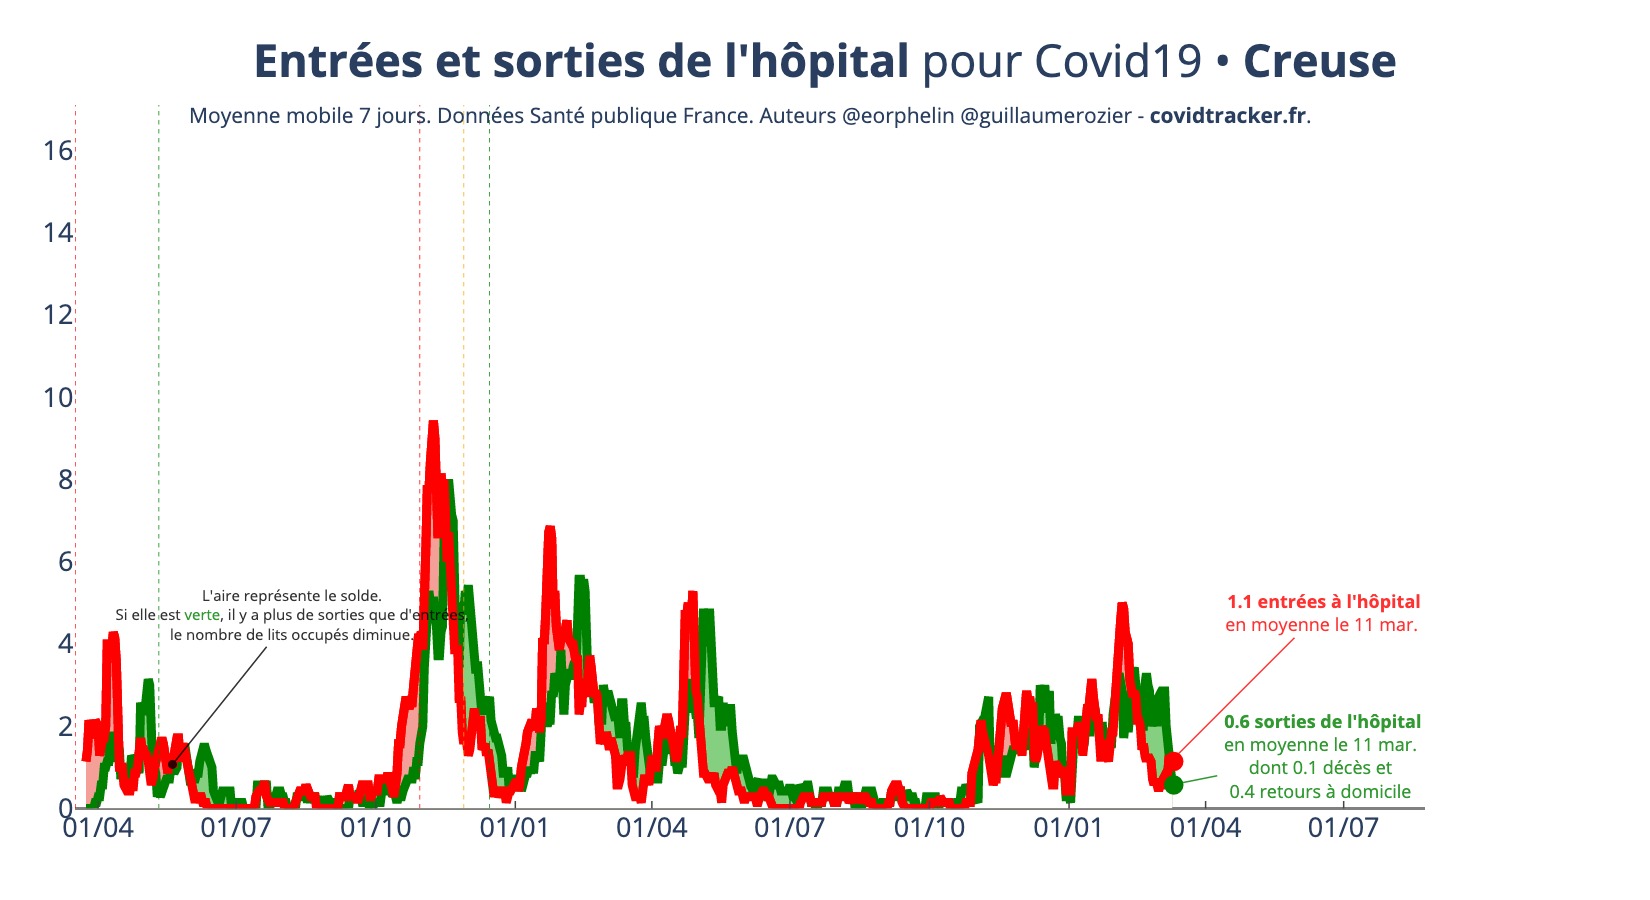 Entrées et sorties de l'hôpital pour Covid19 • Creuse
Moyenne mobile 7 jours. Données Santé publique France. Auteurs @eorphelin @guillaumerozier - covidtracker.fr.
16
14
12
10
8
6
4
2
0
L'aire représente le solde.
Si elle est verte, il y a plus de sorties que d'entrées,
le nombre de lits occupés diminue.
1.1 entrées à l'hôpital
en moyenne le 11 mar.
0.6 sorties de l'hôpital
en moyenne le 11 mar.
dont 0.1 décès et
0.4 retours à domicile
01/04 01/07 01/10 01/01 01/04 01/07 01/10 01/01 01/04 01/07